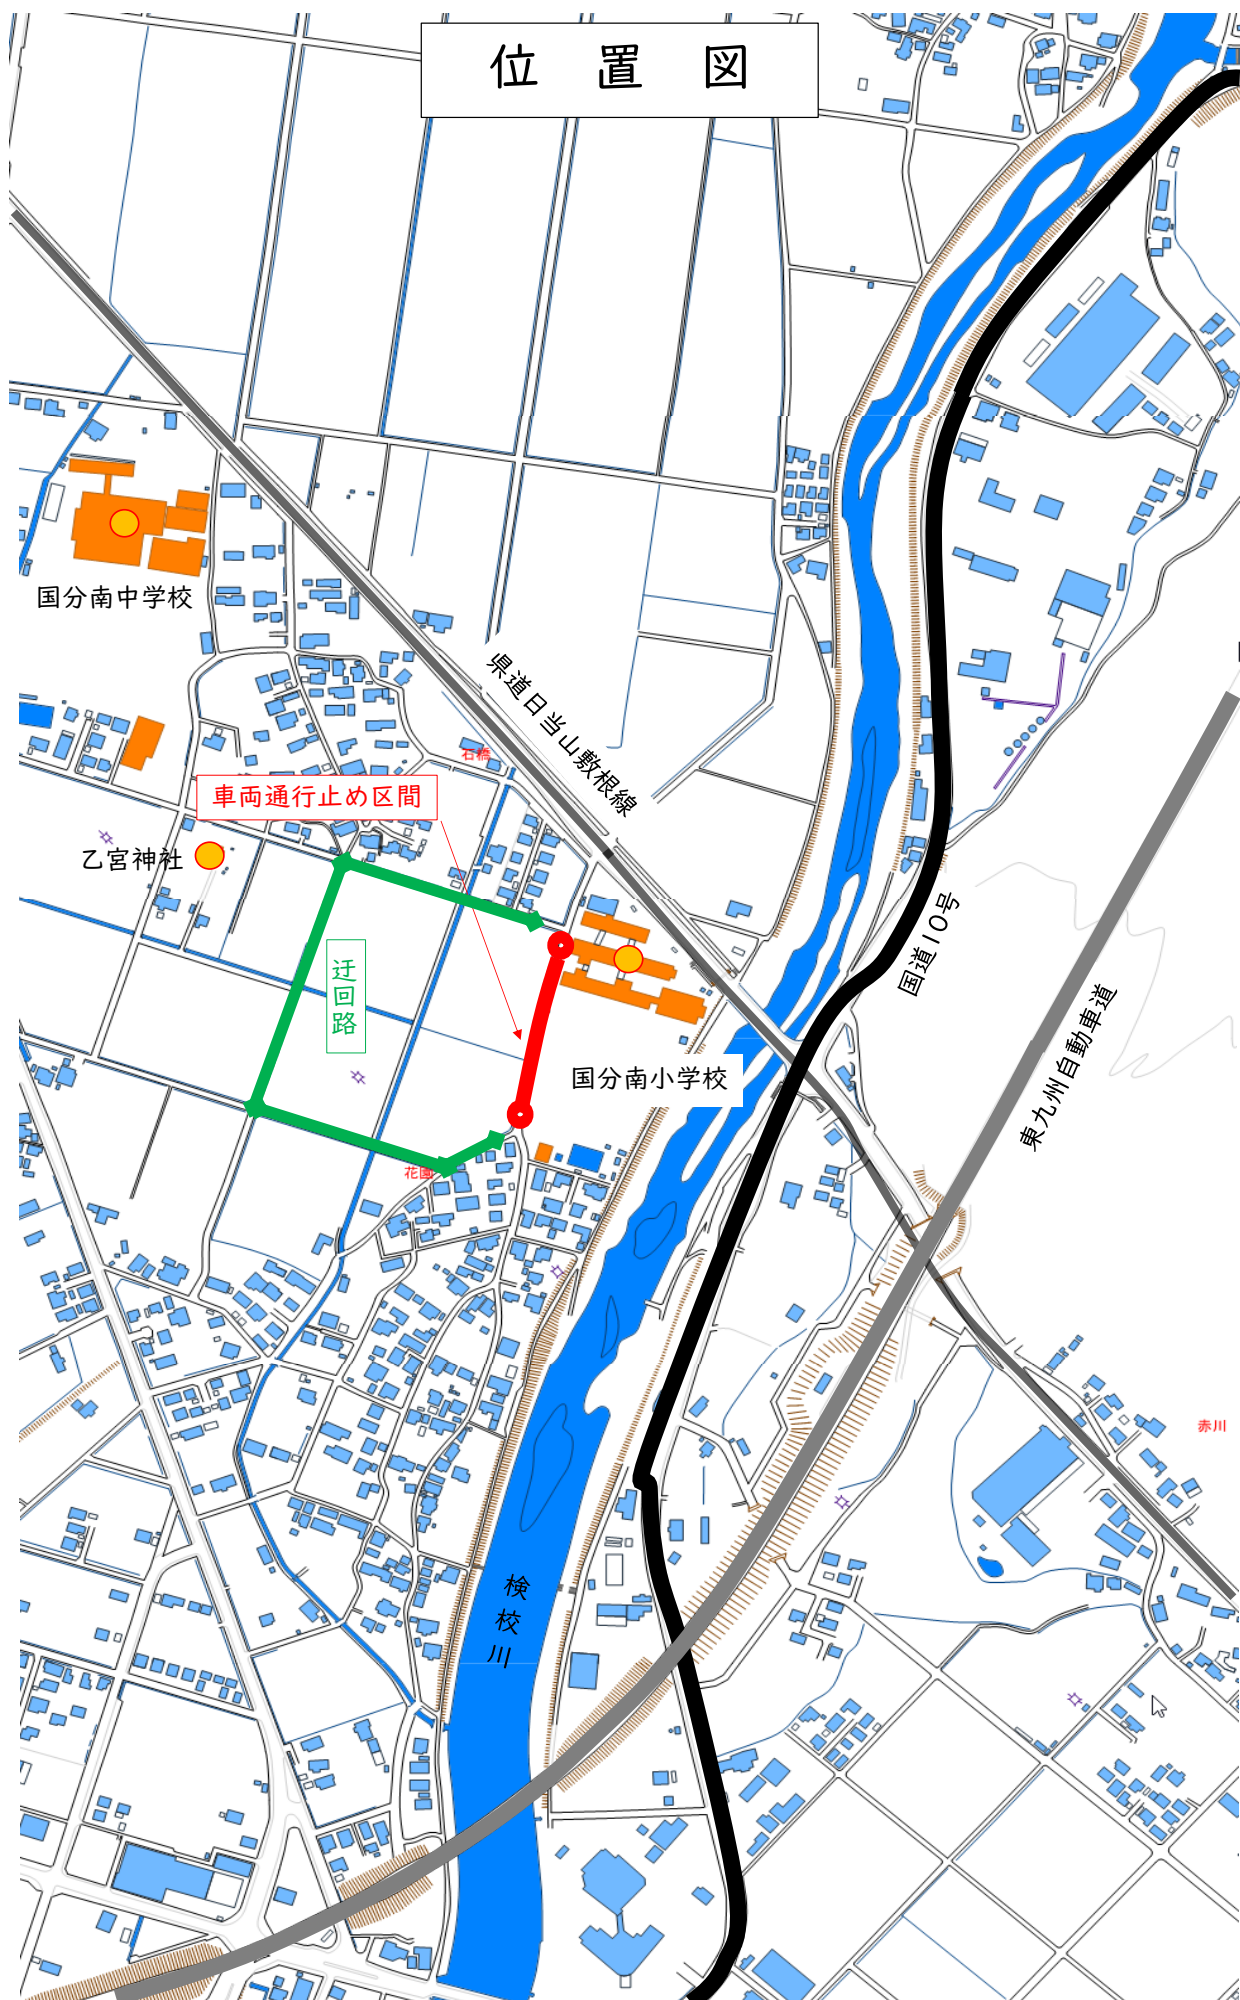 位置図
国分南中学校
県道日当山敷根線
石橋
車両通行止め区間
乙宮神社
国道10号
迂回路
東九州自動車道
国分南小学校
花園
赤川
検校川